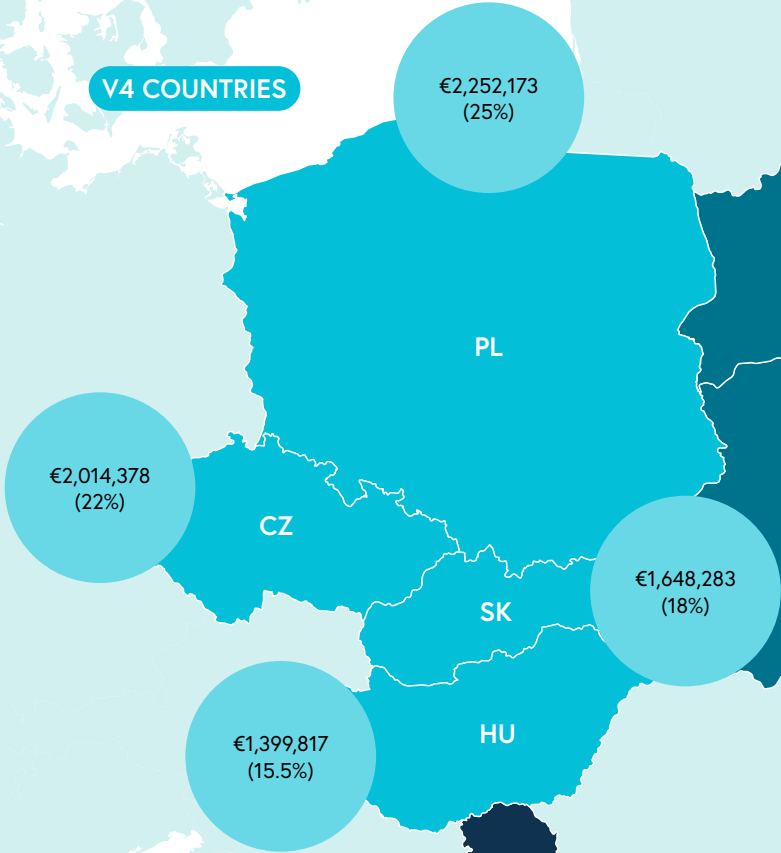 €2,252,173
(25%)
V4 COUNTRIES
PL
€2,014,378
(22%)
CZ
€1,648,283
(18%)
SK
HU
€1,399,817
(15.5%)